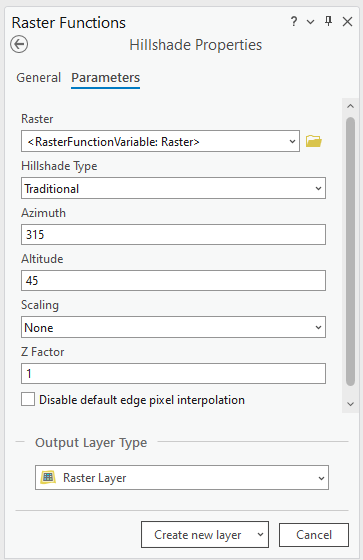 Raster Functions
?
Hillshade Properties
General Parameters
Raster
<RasterFunctionVariable: Raster>
Hillshade Type
Traditional
Azimuth
315
Altitude
45
Scaling
None
Z Factor
1
Disable default edge pixel interpolation
Output Layer Type
Raster Layer
Create new layer Cancel